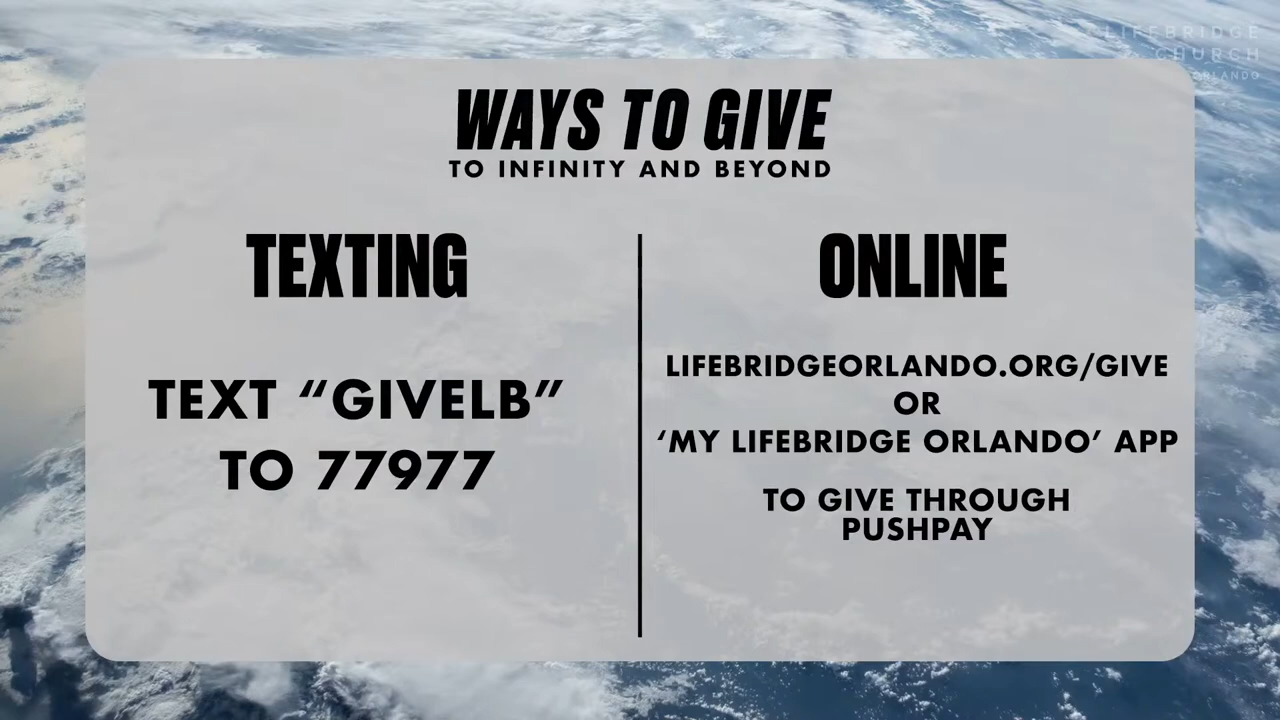 LIFEBRIDGE
CHURCH
ORLANDO
WAYS TO GIVE
TO INFINITY AND BEYOND
TEXTING
TEXT “GIVELB”
TO 77977
ONLINE
LIFEBRIDGEORLANDO.ORG/GIVE
OR
‘MY LIFEBRIDGE ORLANDO’ APP
TO GIVE THROUGH
PUSHPAY